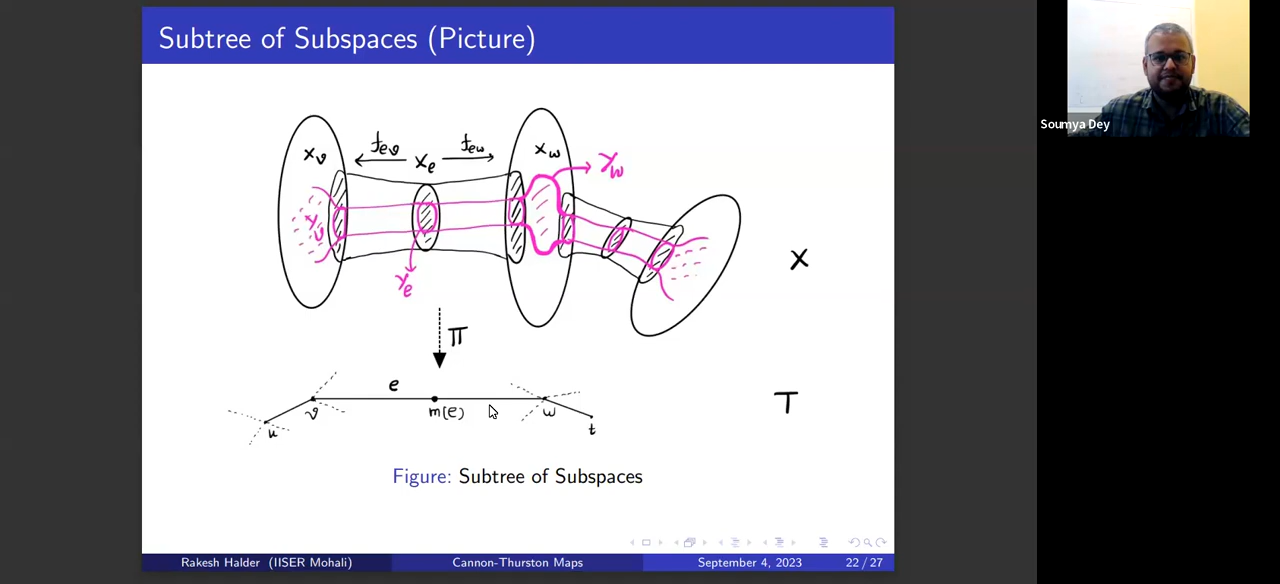 Subtree of Subspaces (Picture)
Soumya Dey
X_v f_ev X_e f_ew X_w Y_w
Y_v
Y_e
X
π
e
T
v m(e) w
u t
Figure: Subtree of Subspaces
Rakesh Halder (IISER Mohali) Cannon-Thurston Maps September 4, 2023 22 / 27